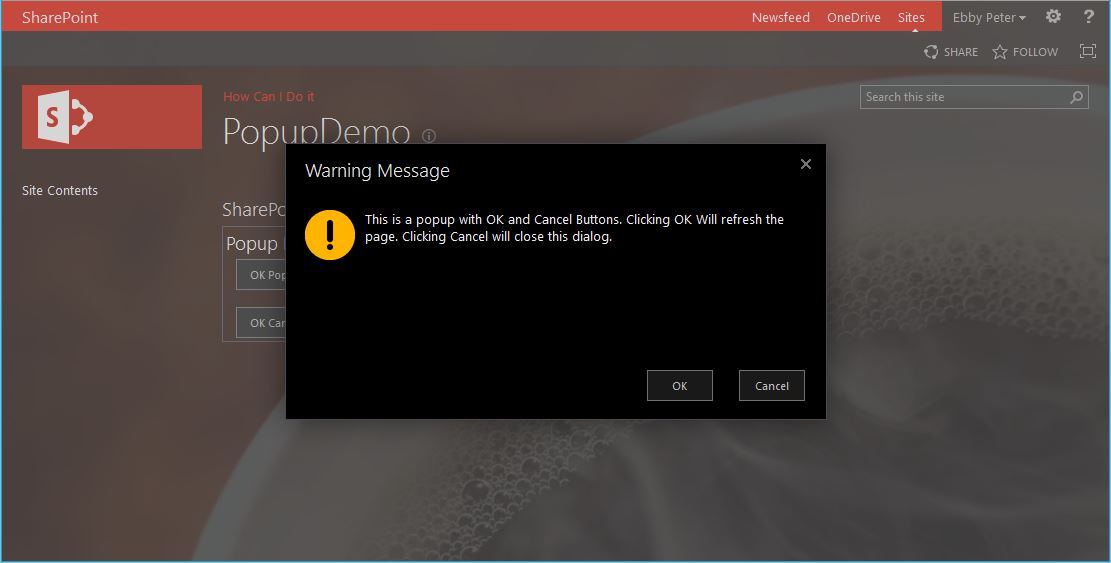 SharePoint
Newsfeed OneDrive Sites Ebby Peter ?
SHARE FOLLOW
S
How Can I Do it
Search this site
PopupDemo
Site Contents
Warning Message
This is a popup with OK and Cancel Buttons. Clicking OK Will refresh the
page. Clicking Cancel will close this dialog.
SharePo
Popup
OK Pop
OK Can
OK Cancel